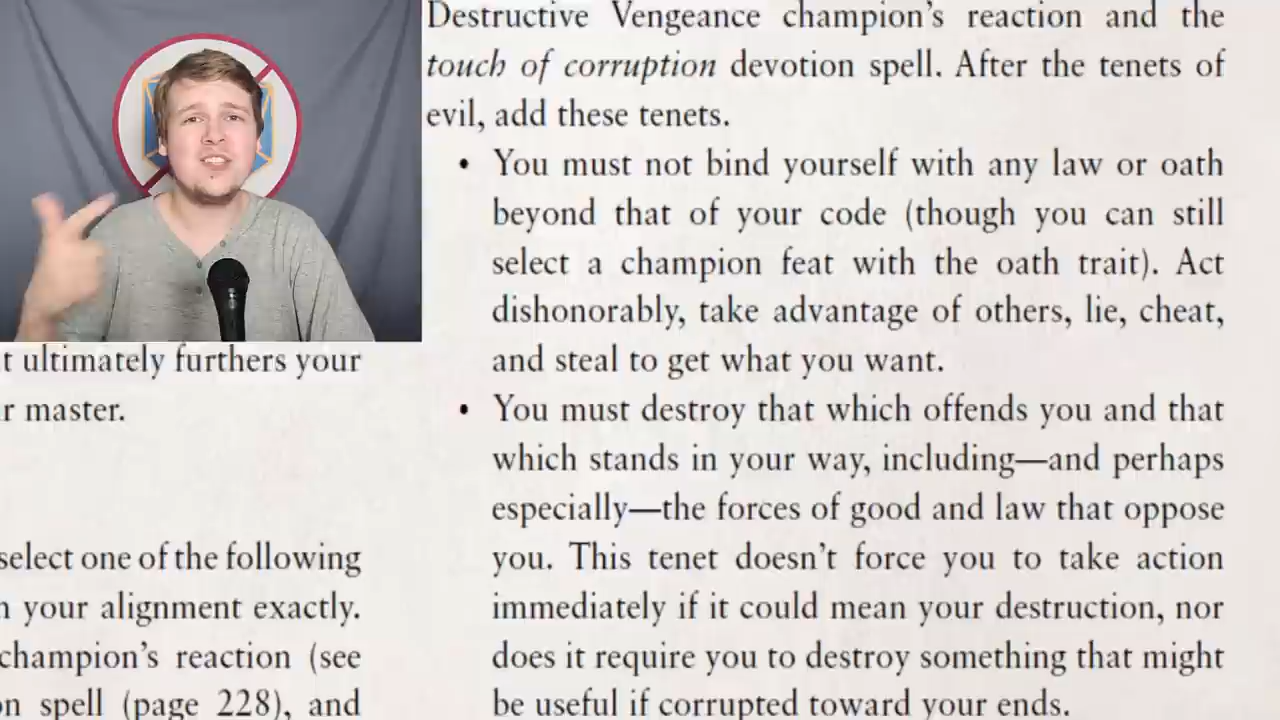 t ultimately furthers your
r master.
select one of the following
n your alignment exactly.
champion's reaction (see
on spell (page 228), and
Destructive Vengeance champion's reaction and the
touch of corruption devotion spell. After the tenets of
evil, add these tenets.
• You must not bind yourself with any law or oath
beyond that of your code (though you can still
select a champion feat with the oath trait). Act
dishonorably, take advantage of others, lie, cheat,
and steal to get what you want.
• You must destroy that which offends you and that
which stands in your way, including—and perhaps
especially—the forces of good and law that oppose
you. This tenet doesn't force you to take action
immediately if it could mean your destruction, nor
does it require you to destroy something that might
be useful if corrupted toward your ends.